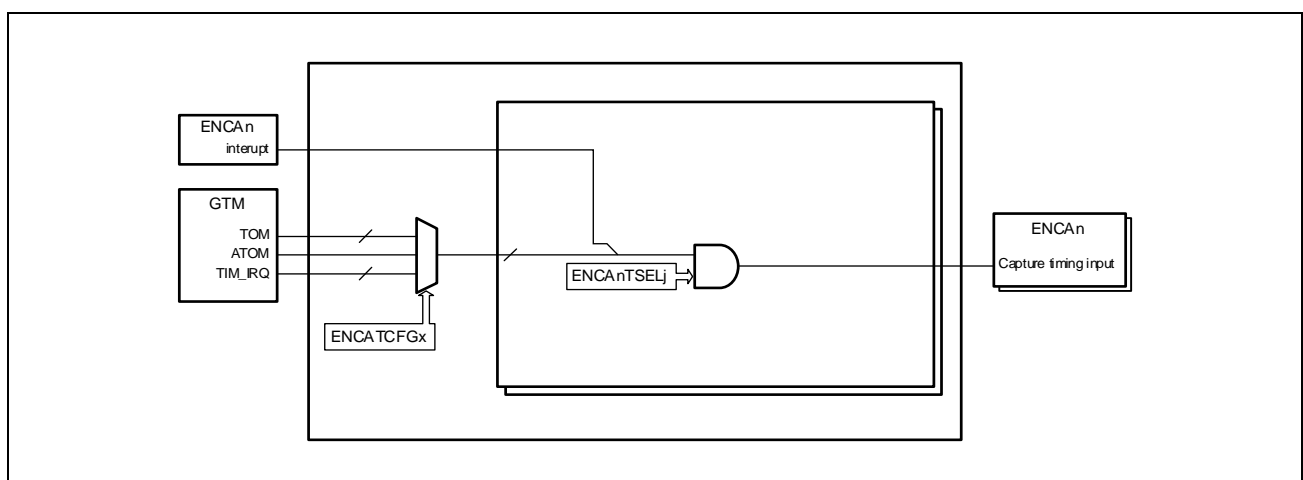 ENCAn
interupt
GTM
TOM
ATOM
TIM_IRQ
ENCATCFGx
ENCAnTSELj
ENCAn
Capture timing input